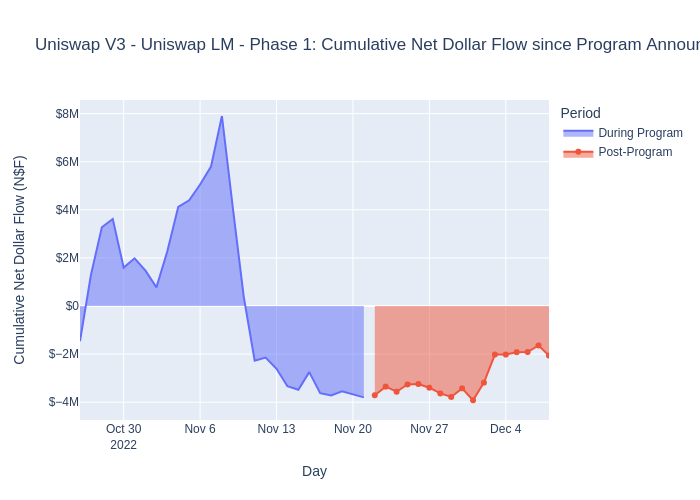 Uniswap V3 - Uniswap LM - Phase 1: Cumulative Net Dollar Flow since Program
Period
During Program
Post-Program
Cumulative Net Dollar Flow (N$F)
$8M
$6M
$4M
$2M
$0
$−2M
$−4M
Oct 30
2022
Nov 6
Nov 13
Nov 20
Nov 27
Dec 4
Day